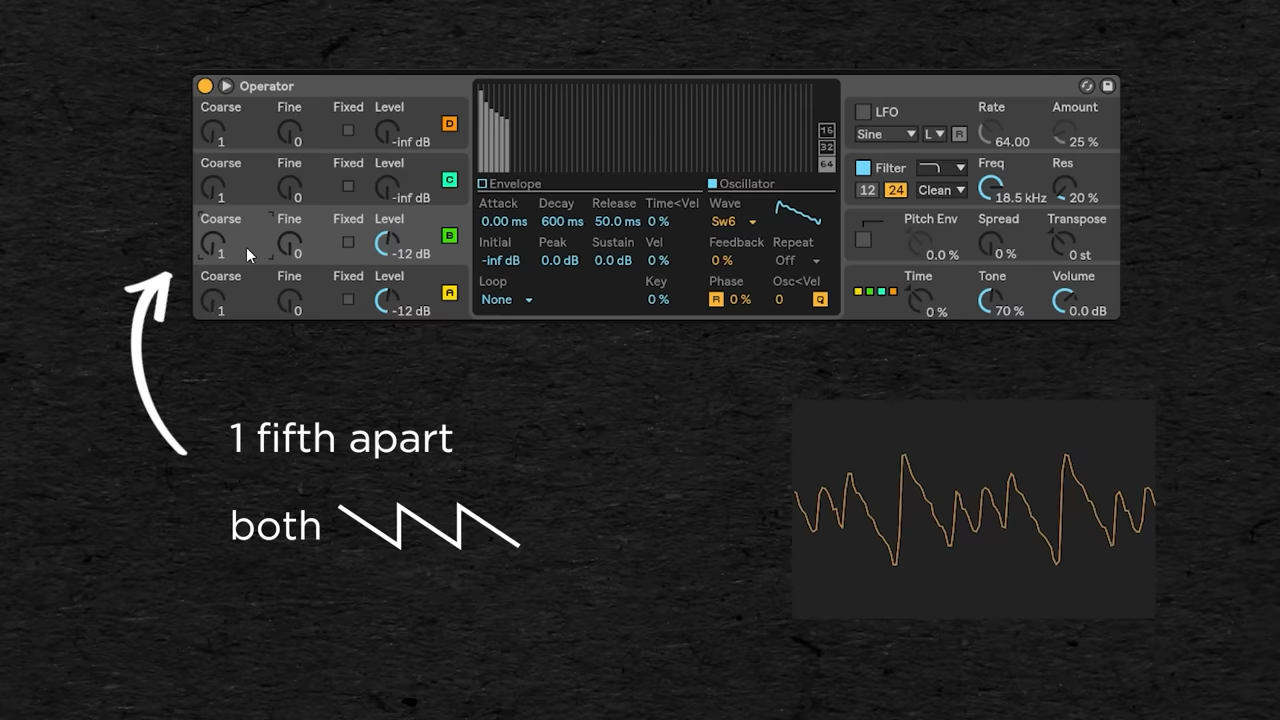 Operator
Coarse Fine Fixed Level
1 0 -inf dB D
Coarse Fine Fixed Level
1 0 -inf dB C
Coarse Fine Fixed Level
1 0 -12 dB B
Coarse Fine Fixed Level
1 0 -12 dB A
16
32
64
Envelope Oscillator
Attack Decay Release Time<Vel Wave
0.00 ms 600 ms 50.0 ms 0 % Sw6
Initial Peak Sustain Vel Feedback Repeat
-inf dB 0.0 dB 0.0 dB 0 % 0 % Off
Loop Key Phase Osc<Vel
None 0 % R 0 % 0 Q
LFO Rate Amount
Sine L R 64.00 25 %
Filter Freq Res
12 24 Clean 18.5 kHz 20 %
Pitch Env Spread Transpose
0.0 % 0 % 0 st
Time Tone Volume
0 % 70 % 0.0 dB
1 fifth apart
both